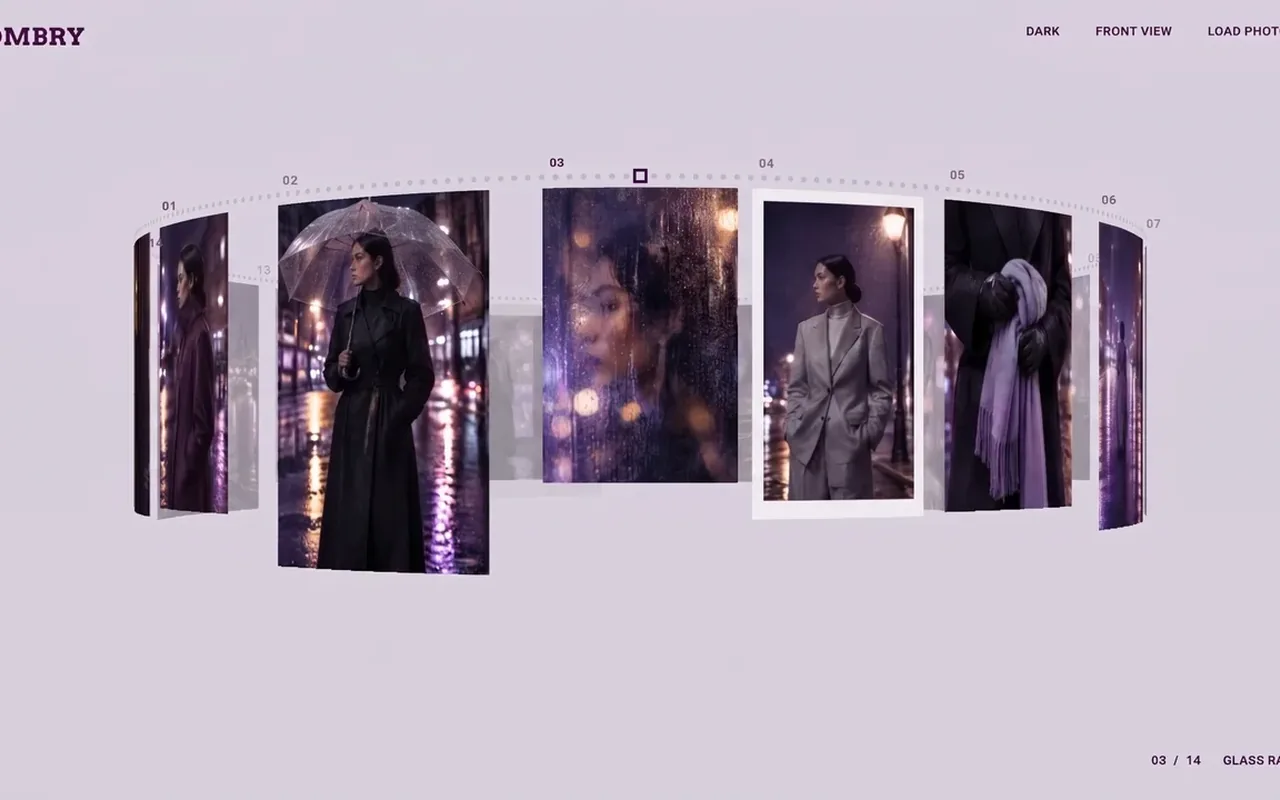 OMBRY
DARK
FRONT VIEW
LOAD PHOTO
03
02
04
05
01
06
07
14
13
03 / 14
GLASS RA